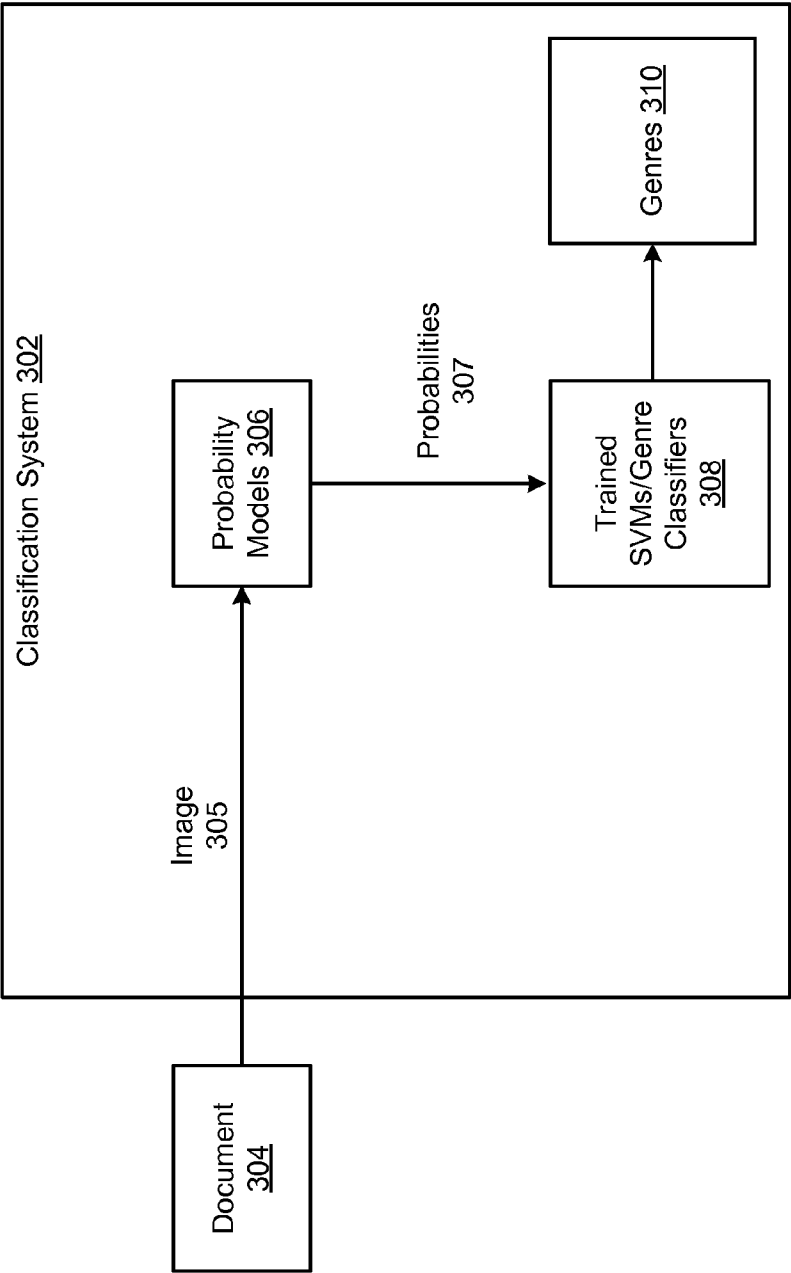 Classification System 302
Document
304
Image
305
Probability
Models 306
Probabilities
307
Trained
SVMs/Genre
Classifiers
308
Genres 310